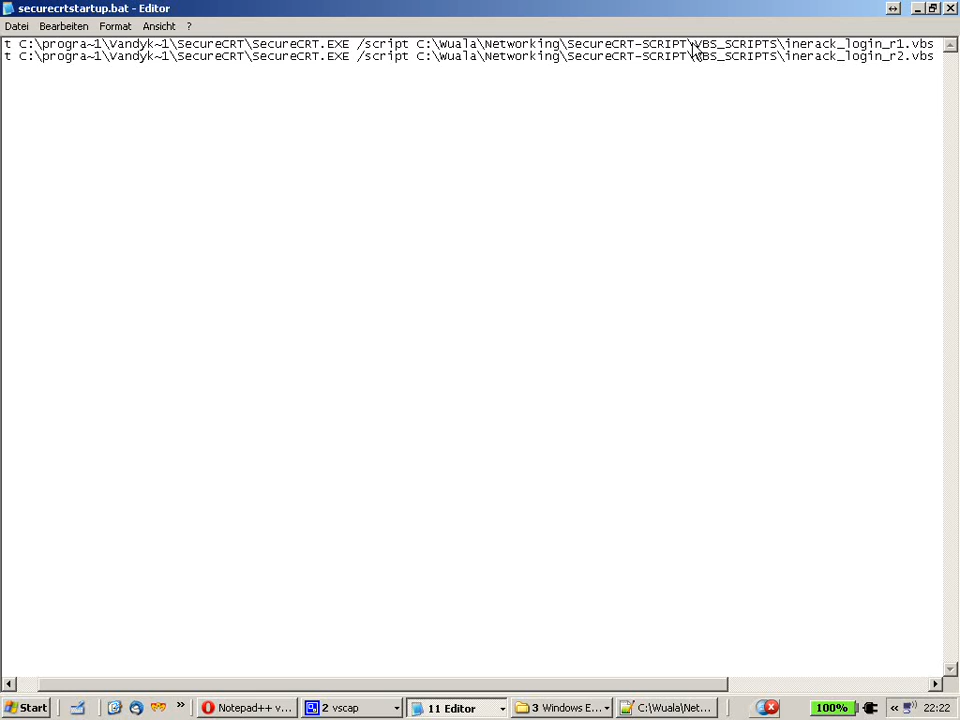 securecrtstartup.bat - Editor
Datei Bearbeiten Format Ansicht ?
t C:\progra~1\Vandyk~1\SecureCRT\SecureCRT.EXE /script C:\Wuala\Networking\SecureCRT-SCRIPT\VBS_SCRIPTS\inerack_login_r1.vbs
t C:\progra~1\Vandyk~1\SecureCRT\SecureCRT.EXE /script C:\Wuala\Networking\SecureCRT-SCRIPT\VBS_SCRIPTS\inerack_login_r2.vbs
Start » Notepad++ v... 2 vscap 11 Editor 3 Windows E... C:\Wuala\Net... 100% « 22:22